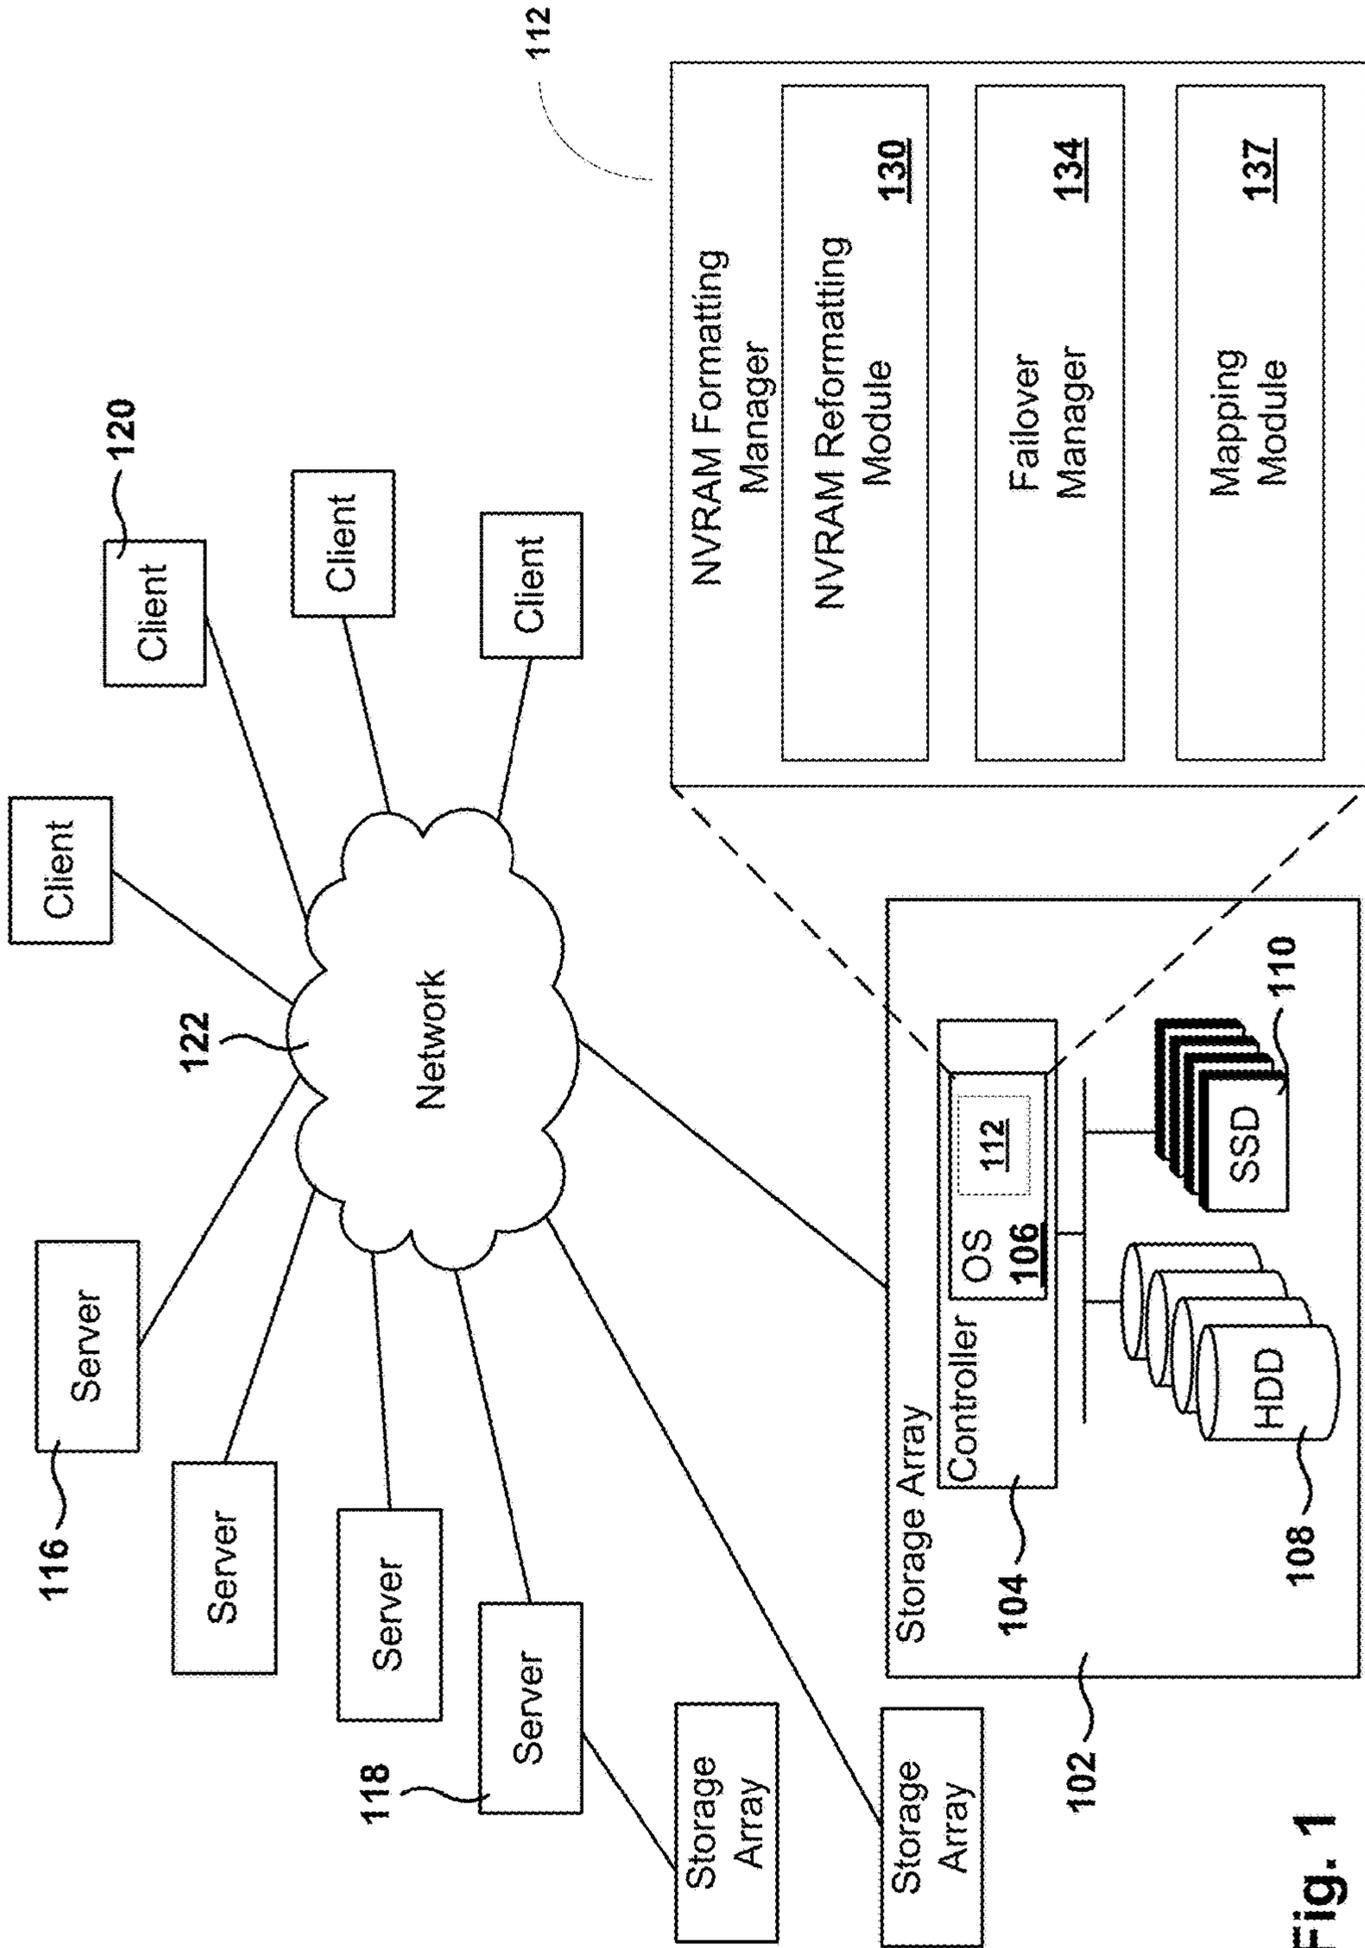 116
Server
Server
Server
118
Server
Storage
Array
Storage
Array
122
Network
Client
Client
120
Client
Client
Storage Array
102
Controller
104
OS
106
112
HDD
108
SSD
110
112
NVRAM Formatting
Manager
NVRAM Reformatting
Module
130
Failover
Manager
134
Mapping
Module
137
Fig. 1